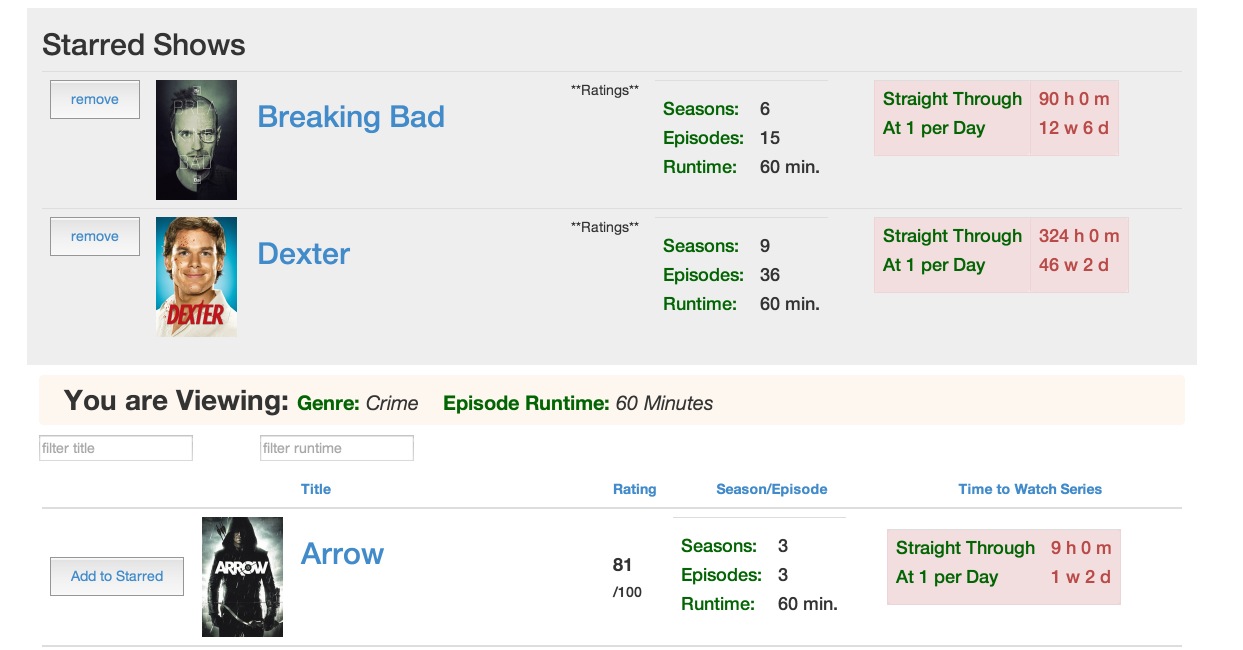 Starred Shows
remove
Breaking Bad
**Ratings**
Seasons: 6
Episodes: 15
Runtime: 60 min.
Straight Through 90 h 0 m
At 1 per Day 12 w 6 d
remove
DEXTER
Dexter
**Ratings**
Seasons: 9
Episodes: 36
Runtime: 60 min.
Straight Through 324 h 0 m
At 1 per Day 46 w 2 d
You are Viewing: Genre: Crime Episode Runtime: 60 Minutes
filter title filter runtime
Title Rating Season/Episode Time to Watch Series
Add to Starred
ARROW
Arrow
81
/100
Seasons: 3
Episodes: 3
Runtime: 60 min.
Straight Through 9 h 0 m
At 1 per Day 1 w 2 d